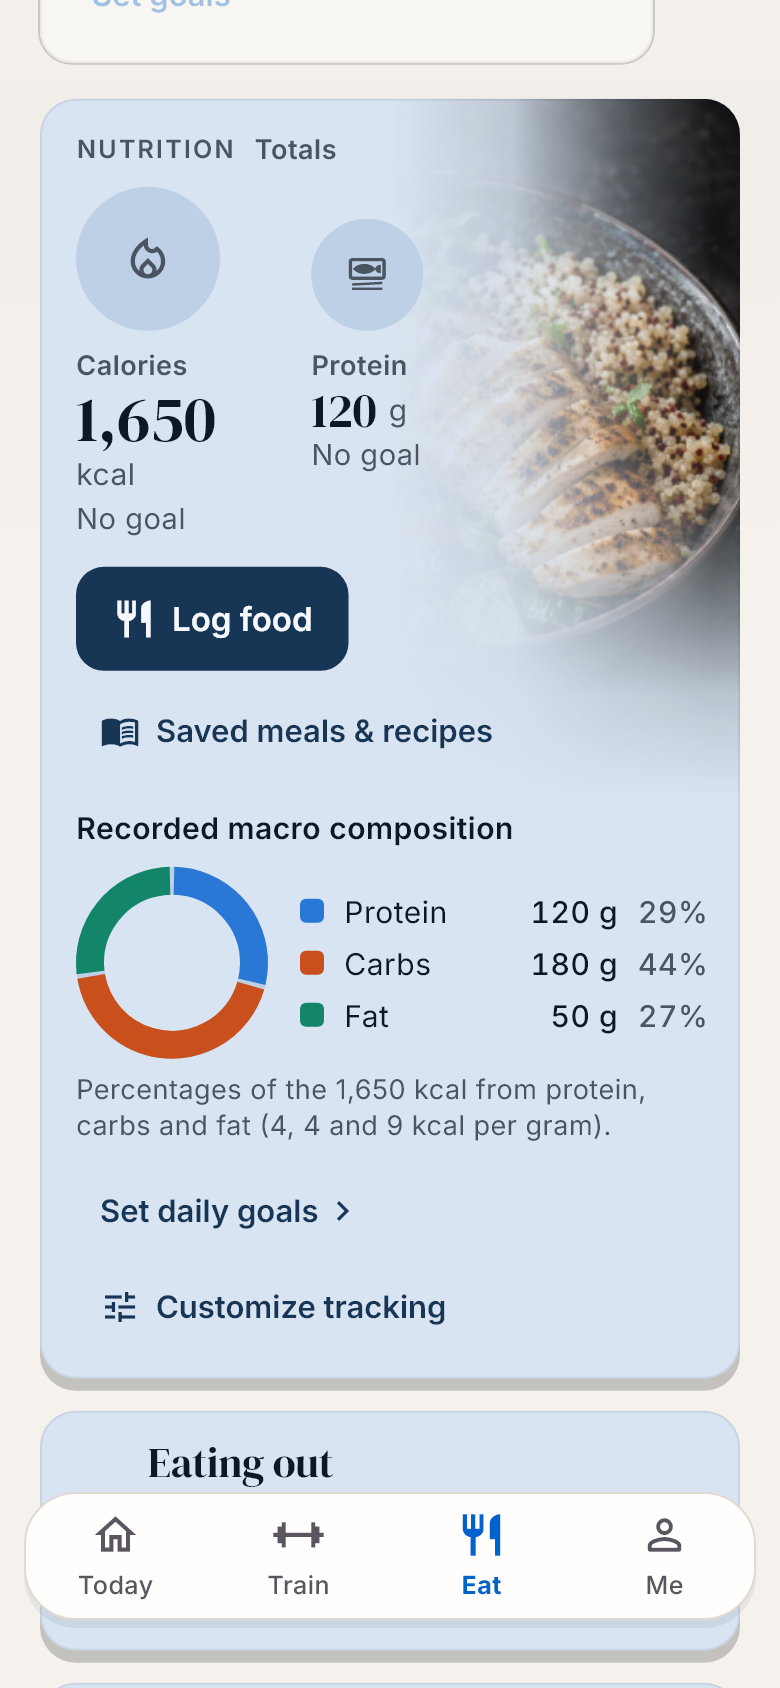 Set goals
NUTRITION Totals
Calories
1,650
kcal
No goal
Protein
120 g
No goal
Log food
Saved meals & recipes
Recorded macro composition
Protein 120 g 29%
Carbs 180 g 44%
Fat 50 g 27%
Percentages of the 1,650 kcal from protein,
carbs and fat (4, 4 and 9 kcal per gram).
Set daily goals
Customize tracking
Eating out
Today Train Eat Me